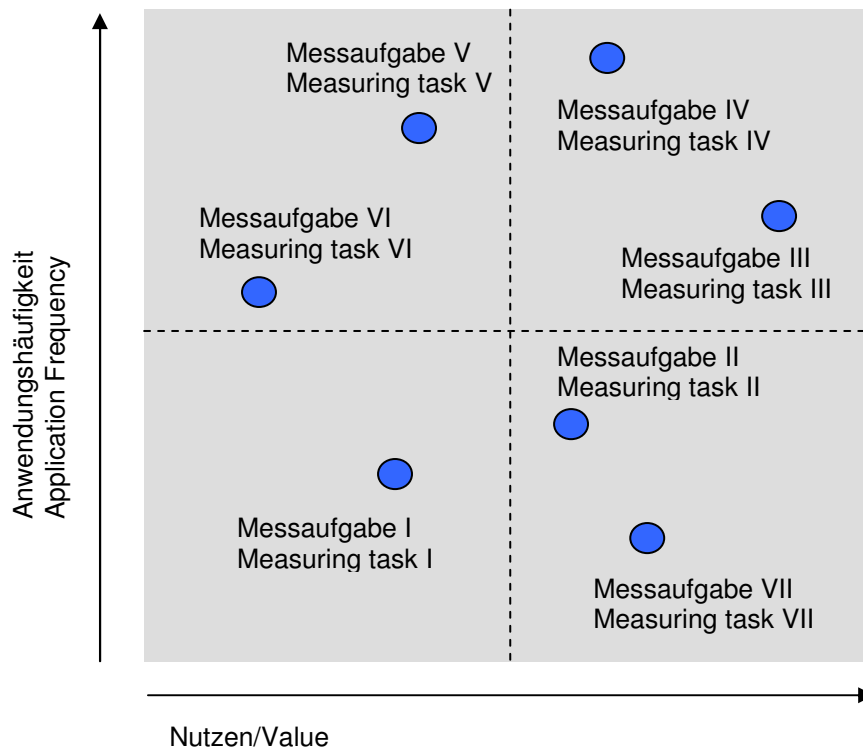 Messaufgabe V
Measuring task V
Messaufgabe IV
Measuring task IV
Messaufgabe VI
Measuring task VI
Messaufgabe III
Measuring task III
Messaufgabe II
Measuring task II
Messaufgabe I
Measuring task I
Messaufgabe VII
Measuring task VII
Anwendungshäufigkeit
Application Frequency
Nutzen/Value